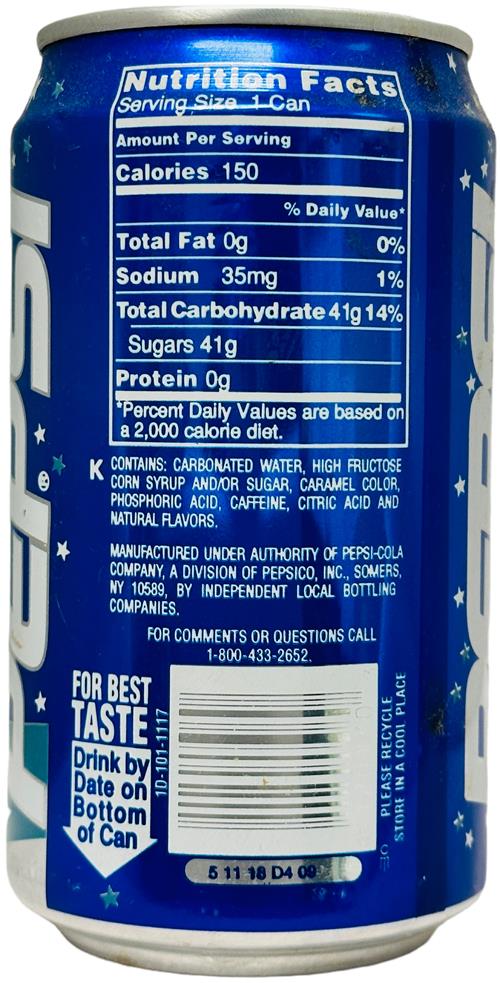 Nutrition Facts
Serving Size 1 Can
Amount Per Serving
Calories 150
% Daily Value*
Total Fat 0g 0%
Sodium 35mg 1%
Total Carbohydrate 41g 14%
Sugars 41g
Protein 0g
*Percent Daily Values are based on
a 2,000 calorie diet.
K CONTAINS: CARBONATED WATER, HIGH FRUCTOSE
CORN SYRUP AND/OR SUGAR, CARAMEL COLOR,
PHOSPHORIC ACID, CAFFEINE, CITRIC ACID AND
NATURAL FLAVORS.
MANUFACTURED UNDER AUTHORITY OF PEPSI-COLA
COMPANY, A DIVISION OF PEPSICO, INC., SOMERS,
NY 10589, BY INDEPENDENT LOCAL BOTTLING
COMPANIES.
FOR COMMENTS OR QUESTIONS CALL
1-800-433-2652.
FOR BEST
TASTE
Drink by
Date on
Bottom
of Can
10-101-1117
PLEASE RECYCLE
STORE IN A COOL PLACE
5 11 18 D4 09
PEPSI
®
PEPSI